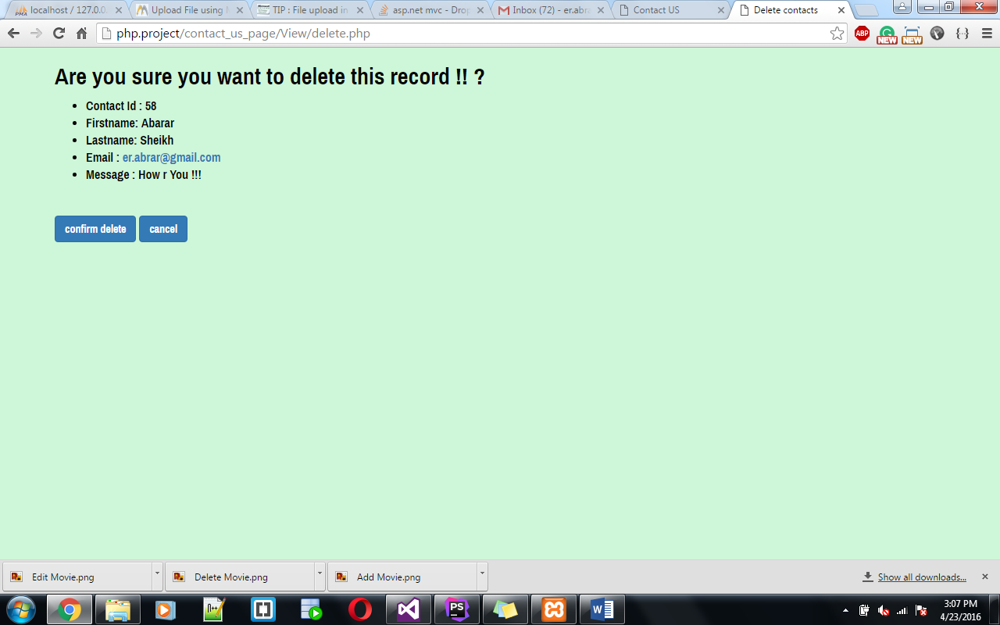 localhost / 127.0.0.
Upload File using
TIP : File upload in
asp.net mvc - Drop
Inbox (72) - er.abra
Contact US
Delete contacts
php.project/contact_us_page/View/delete.php
ABP
NEW
NEW
Are you sure you want to delete this record !! ?
Contact Id : 58
Firstname: Abarar
Lastname: Sheikh
Email : er.abrar@gmail.com
Message : How r You !!!
confirm delete
cancel
Edit Movie.png
Delete Movie.png
Add Movie.png
Show all downloads...
PS
3:07 PM
4/23/2016